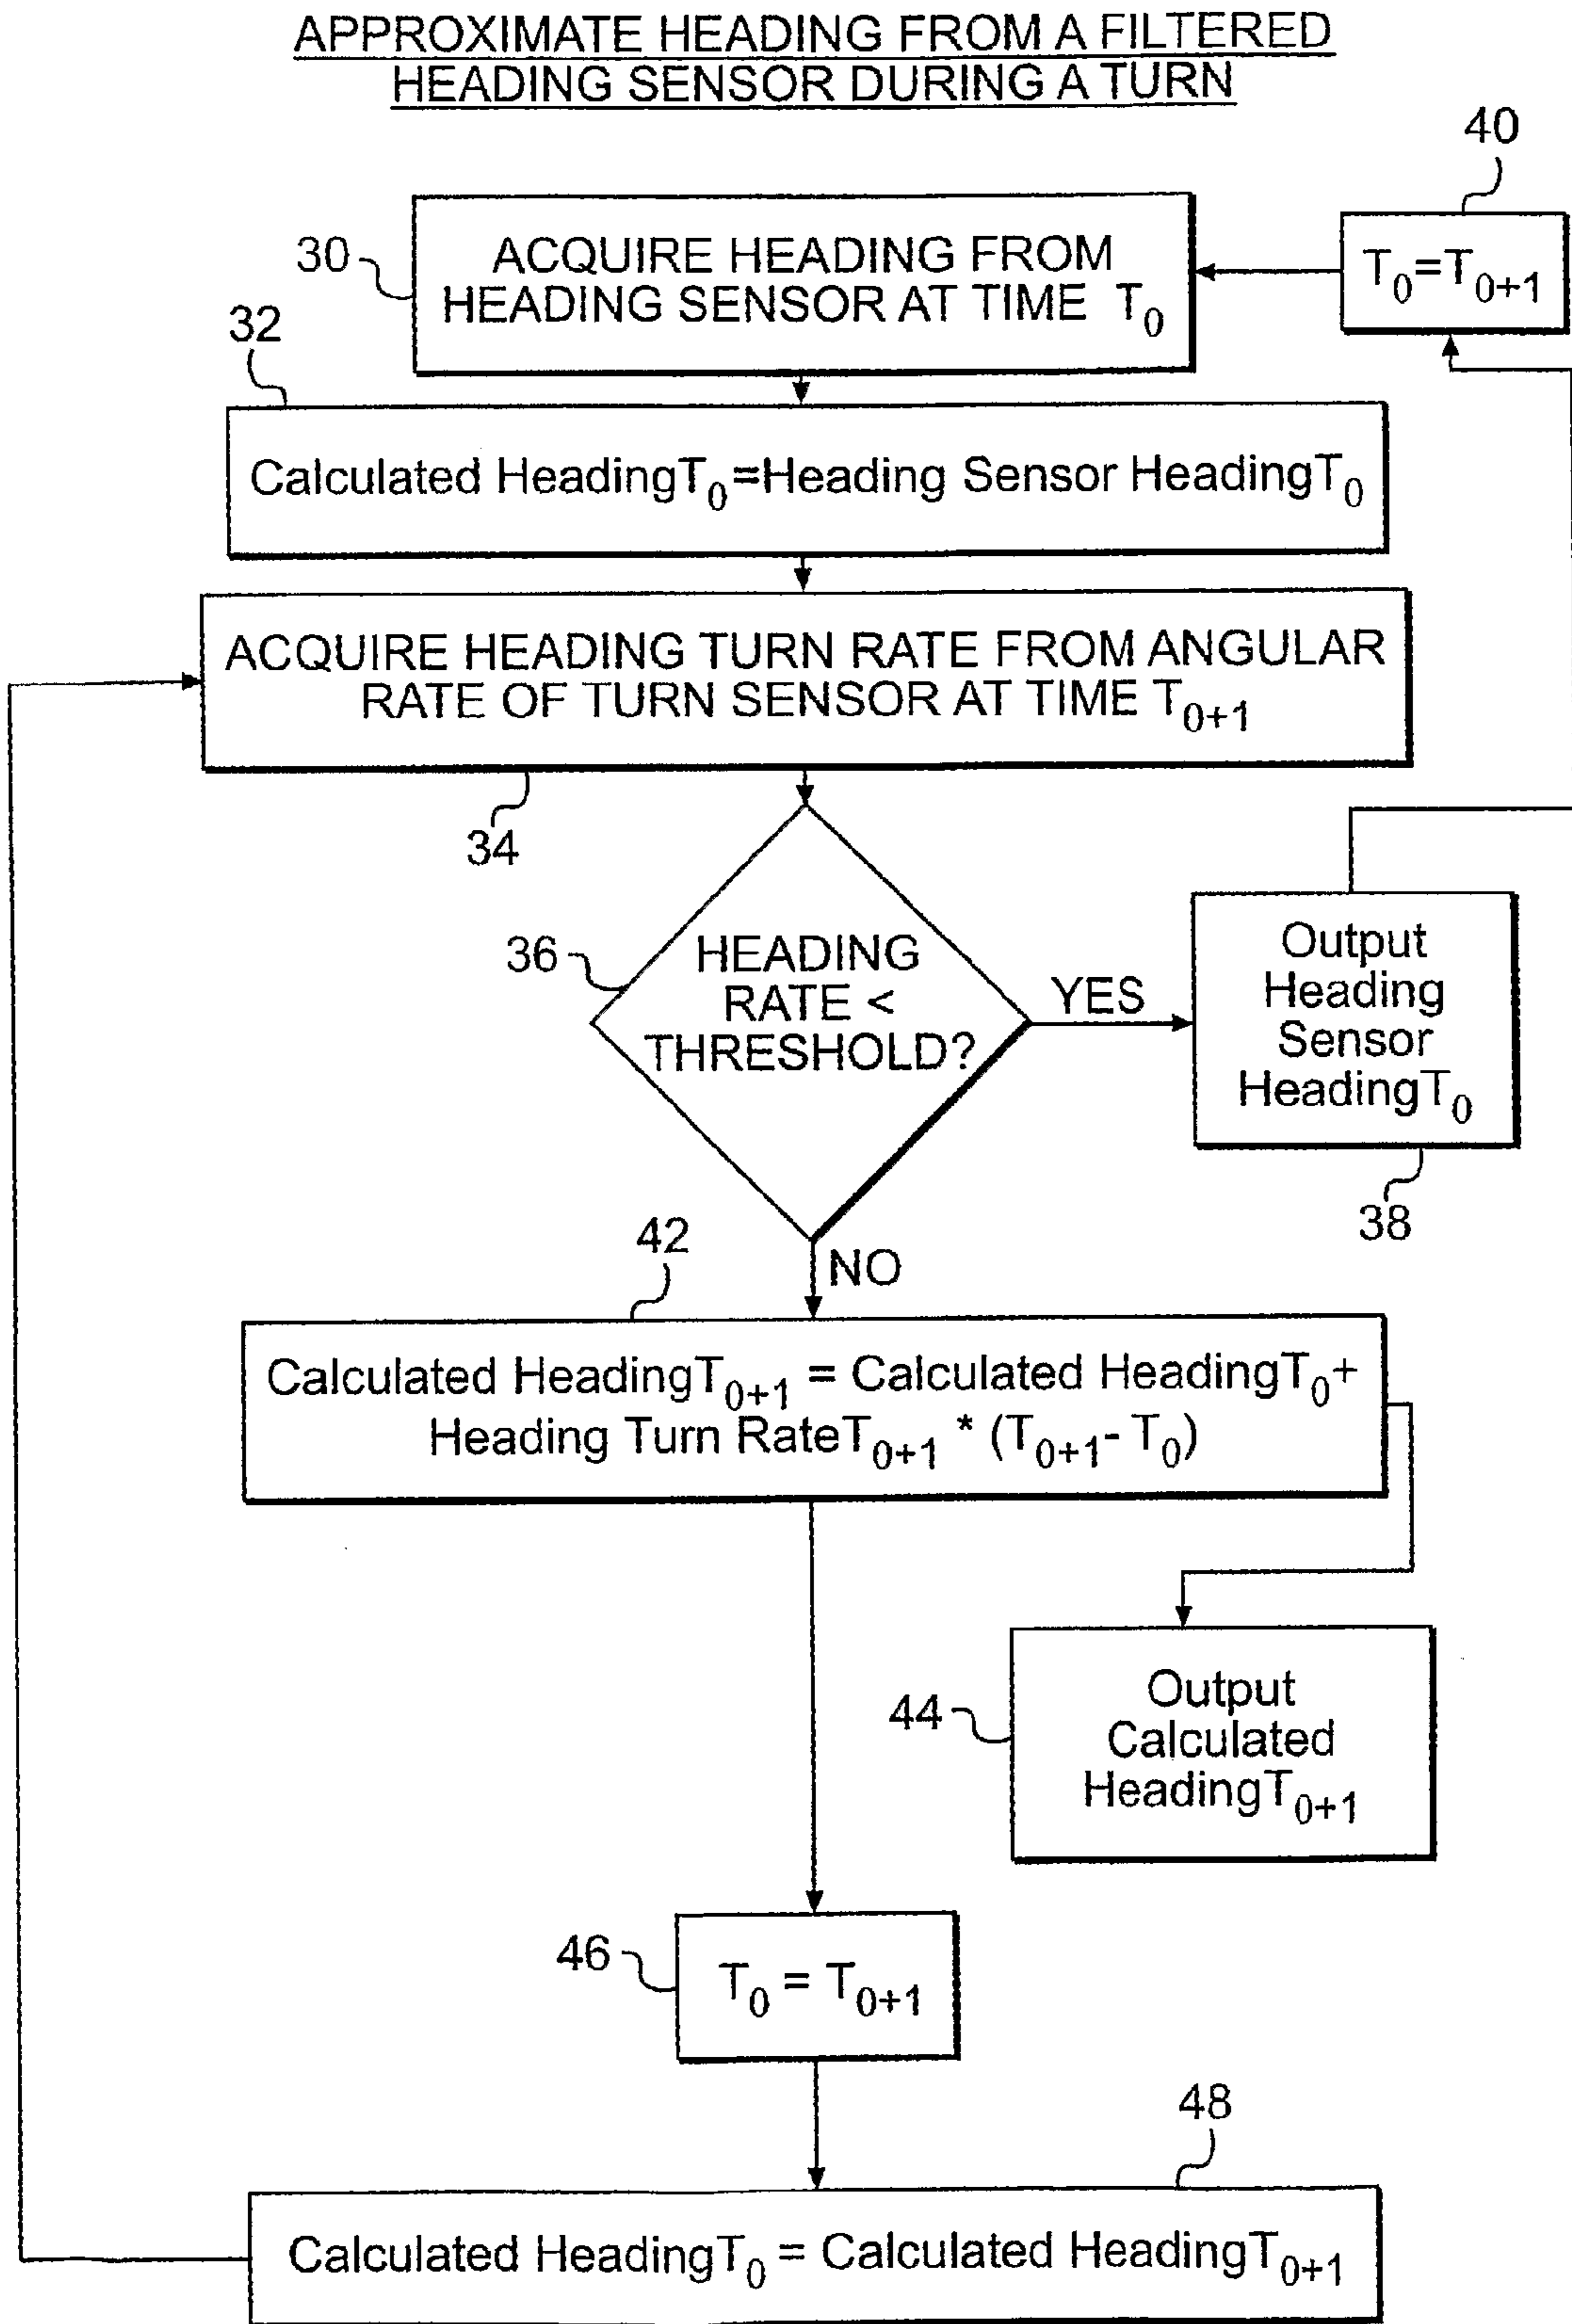 APPROXIMATE HEADING FROM A FILTERED
HEADING SENSOR DURING A TURN
40
30
ACQUIRE HEADING FROM
HEADING SENSOR AT TIME T0
T0=T0+1
32
Calculated HeadingT0=Heading Sensor HeadingT0
ACQUIRE HEADING TURN RATE FROM ANGULAR
RATE OF TURN SENSOR AT TIME T0+1
34
36
HEADING
RATE <
THRESHOLD?
YES
Output
Heading
Sensor
HeadingT0
38
NO
42
Calculated HeadingT0+1 = Calculated HeadingT0+
Heading Turn RateT0+1 * (T0+1- T0)
44
Output
Calculated
HeadingT0+1
46
T0 = T0+1
48
Calculated HeadingT0 = Calculated HeadingT0+1